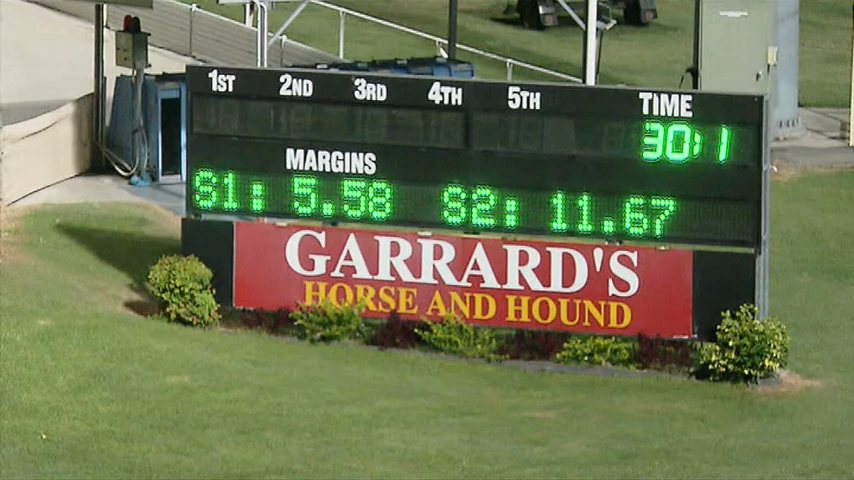 1ST 2ND 3RD 4TH 5TH TIME
30:1
MARGINS
S1: 5.58 S2: 11.67
GARRARD'S
HORSE AND HOUND